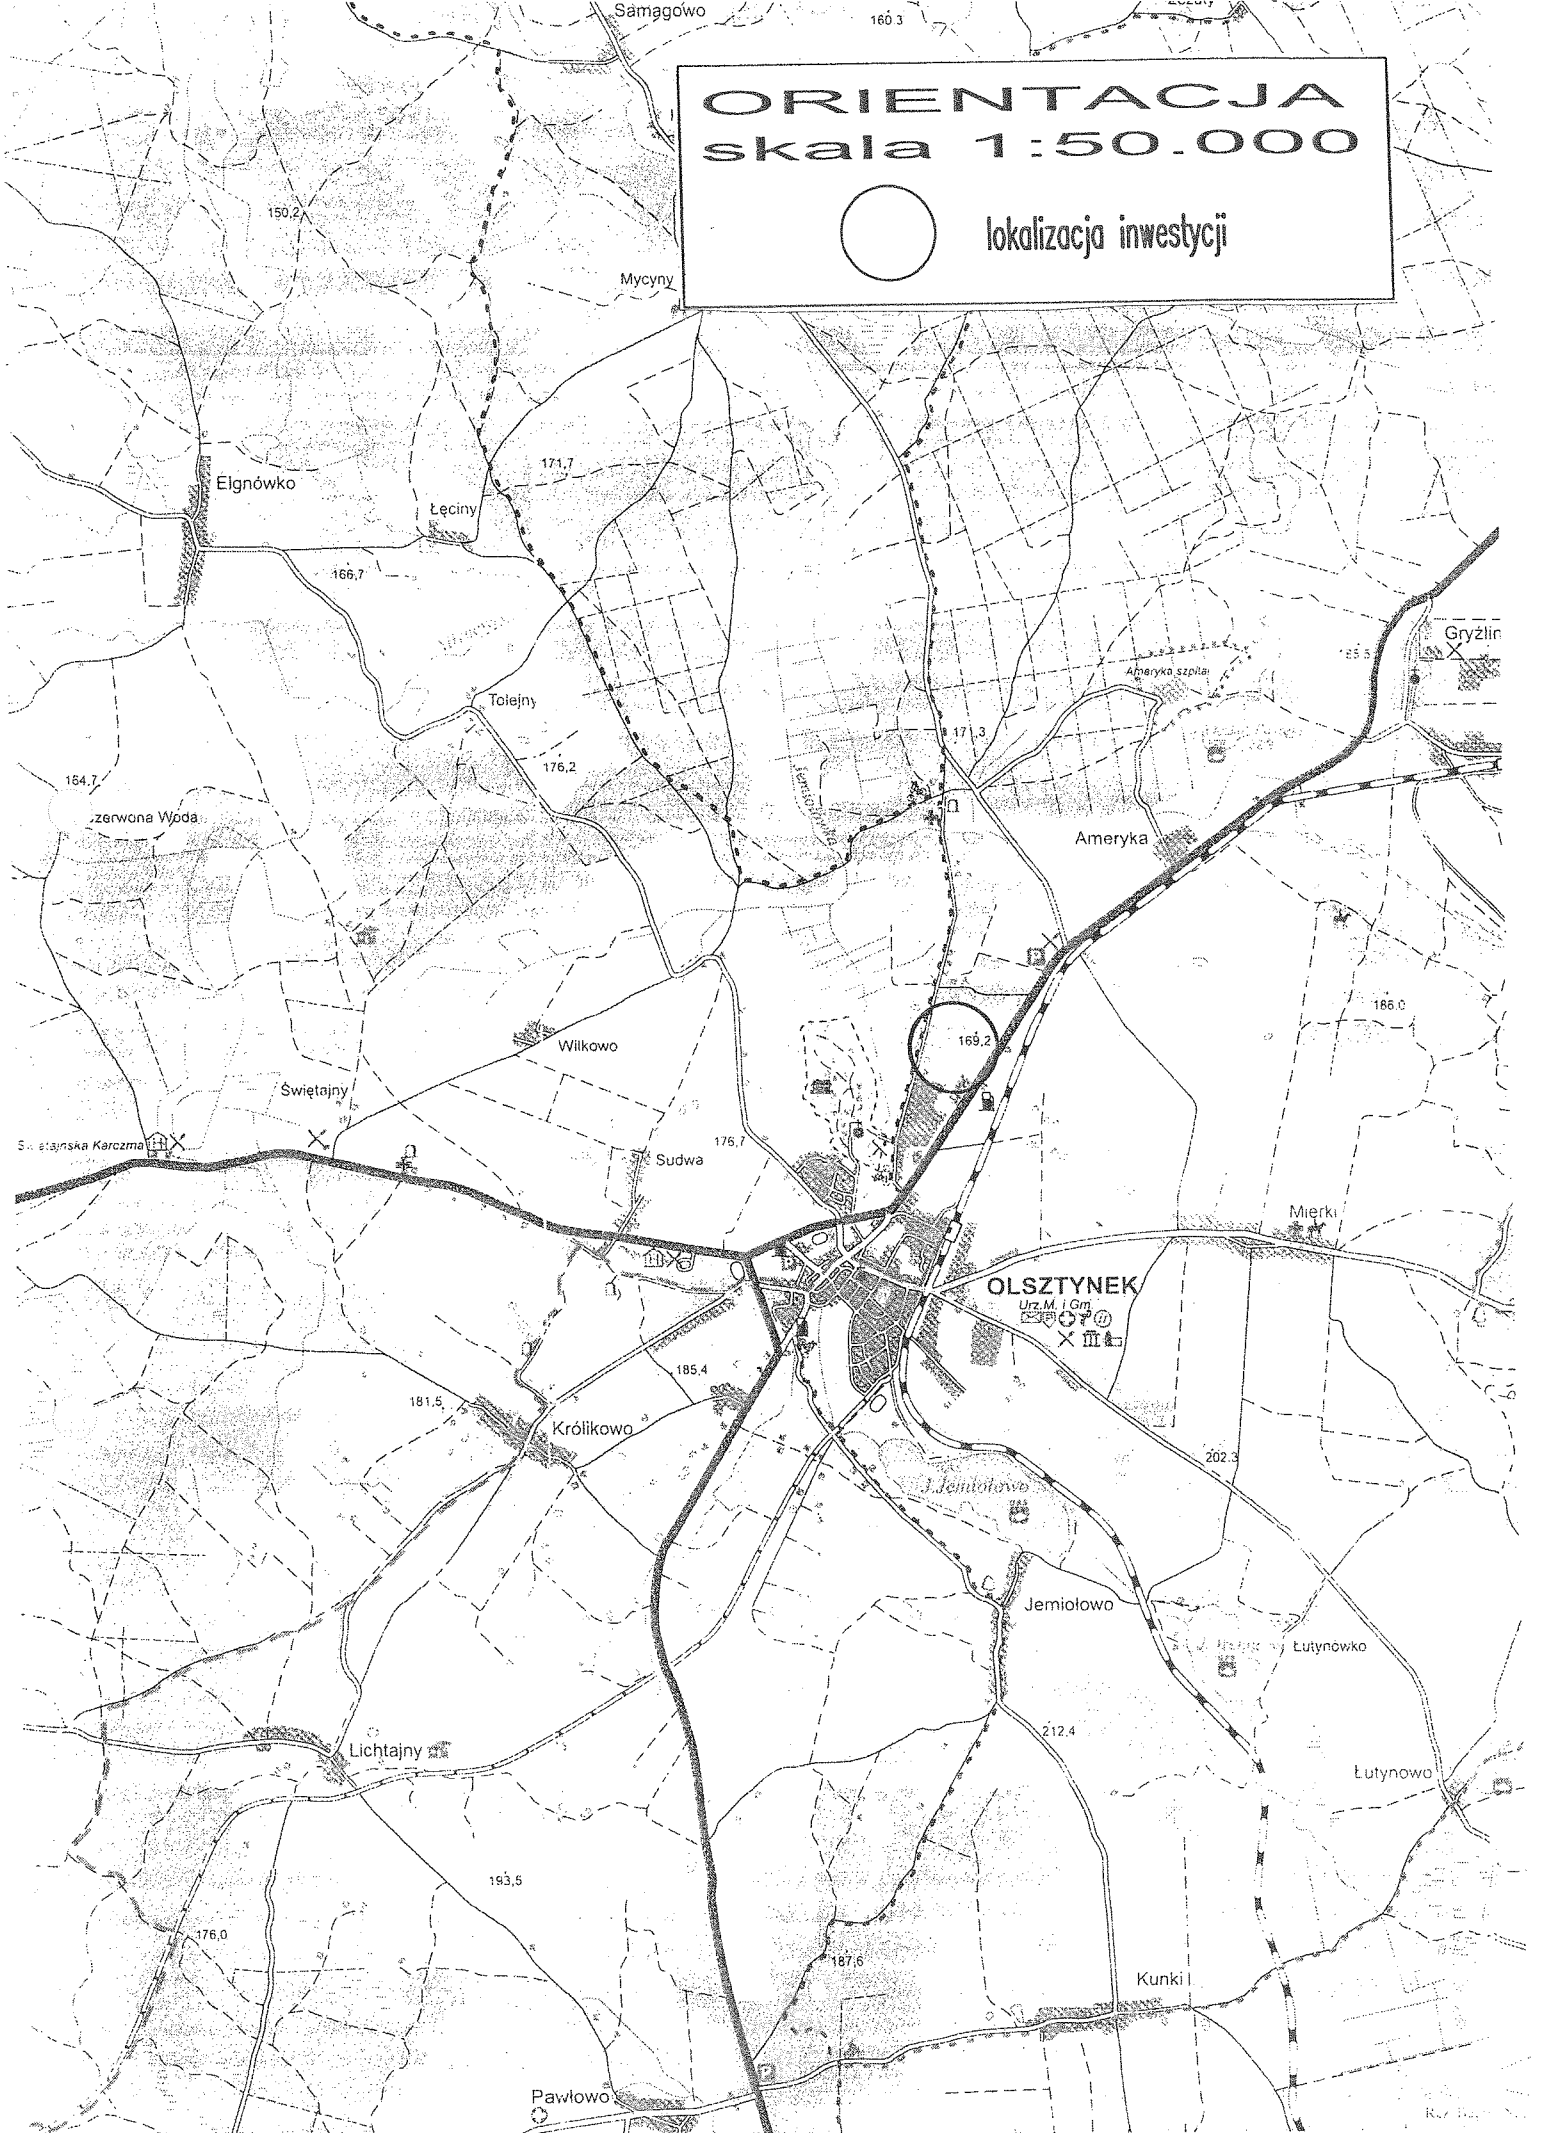 Samagowo
160.3
ORIENTACJA
skala 1:50.000
lokalizacja inwestycji
150,2
Mycyny
Elgnówko
171,7
Łęciny
166,7
Gryźlin
Ameryka szpital
Tolejny
171,3
176,2
164,7
zerwona Woda
Ameryka
186.0
169,2
Wilkowo
Świętajny
Karczma
176,7
Sudwa
Mierki
OLSZTYNEK
Urz.M. i Gm
185,4
181,5
Królikowo
202.3
J.Jemiołowo
Jemiołowo
Łutynówko
212,4
Lichtajny
Łutynowo
193,5
176,0
187,6
Kunki
Pawłowo